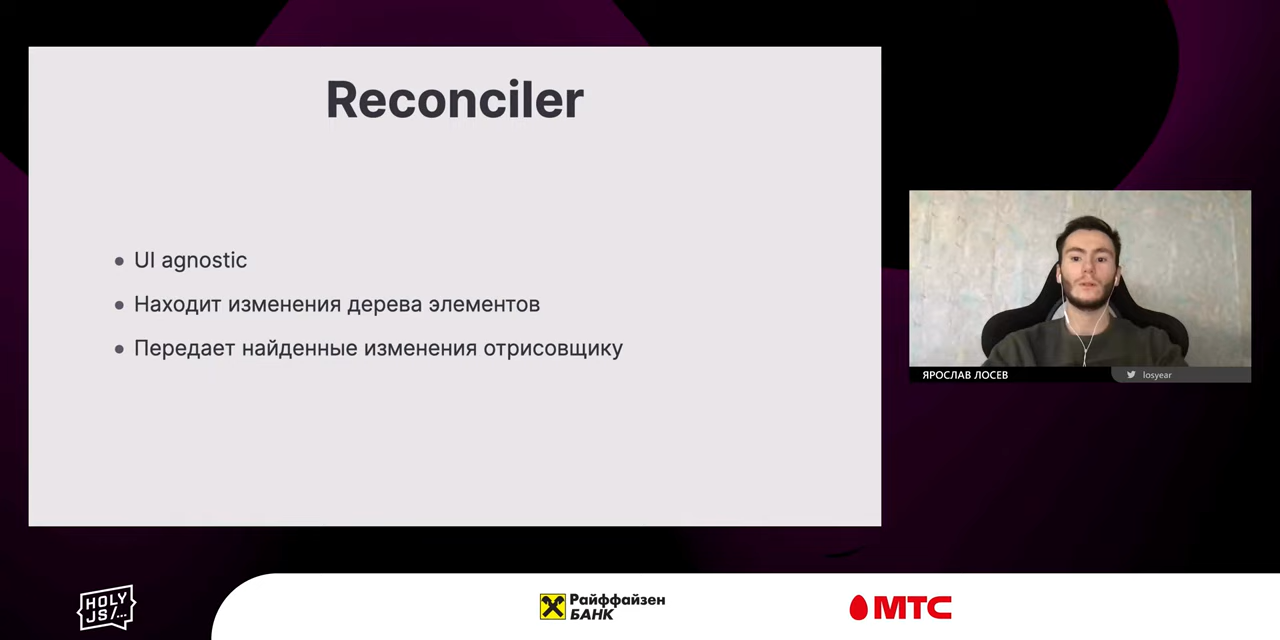 Reconciler
• UI agnostic
• Находит изменения дерева элементов
• Передает найденные изменения отрисовщику
ЯРОСЛАВ ЛОСЕВ
losyear
HOLY
JS/...
Райффайзен
БАНК
МТС